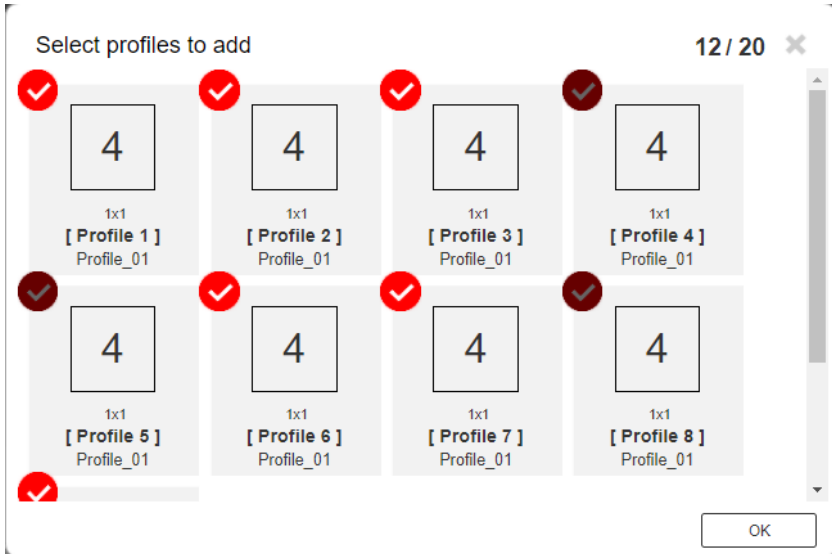 Select profiles to add 12 / 20
4 4 4 4
1x1 1x1 1x1 1x1
[ Profile 1 ] [ Profile 2 ] [ Profile 3 ] [ Profile 4 ]
Profile_01 Profile_01 Profile_01 Profile_01
4 4 4 4
1x1 1x1 1x1 1x1
[ Profile 5 ] [ Profile 6 ] [ Profile 7 ] [ Profile 8 ]
Profile_01 Profile_01 Profile_01 Profile_01
OK